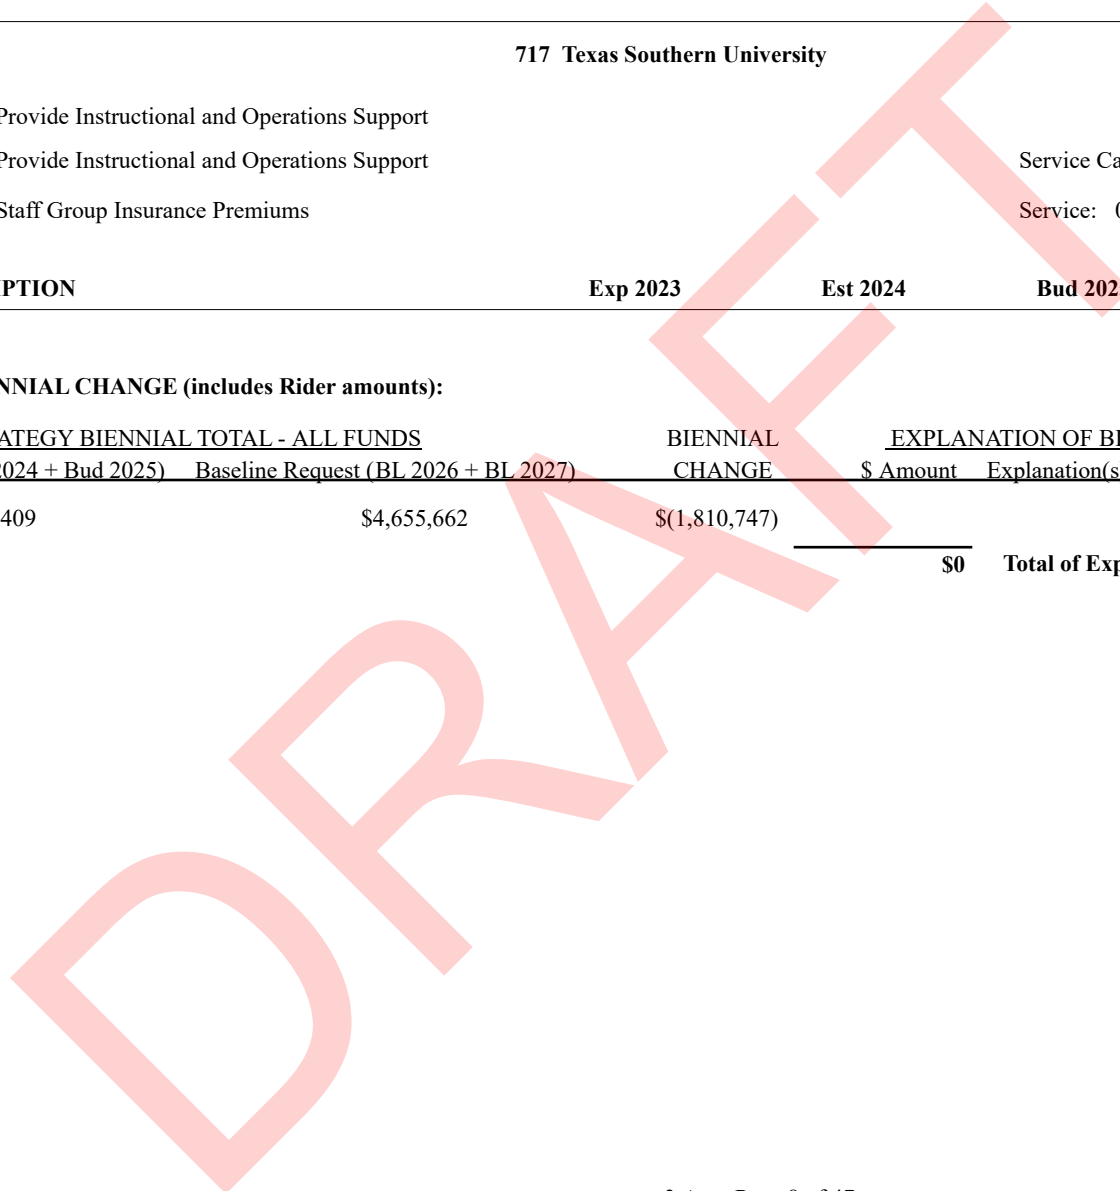 717 Texas Southern University
Provide Instructional and Operations Support
Provide Instructional and Operations Support
Service Ca
Staff Group Insurance Premiums
Service:
PTION Exp 2023 Est 2024 Bud 202
NNIAL CHANGE (includes Rider amounts):
ATEGY BIENNIAL TOTAL - ALL FUNDS BIENNIAL EXPLANATION OF BI
2024 + Bud 2025) Baseline Request (BL 2026 + BL 2027) CHANGE $ Amount Explanation(s
409 $4,655,662 $(1,810,747)
$0 Total of Exp
DRAFT